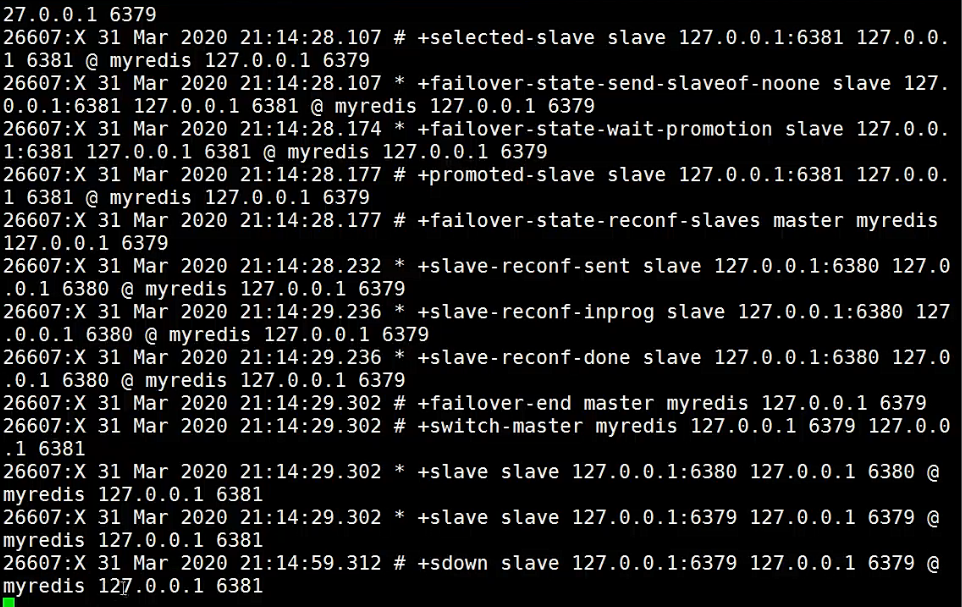 27.0.0.1 6379
26607:X 31 Mar 2020 21:14:28.107 # +selected-slave slave 127.0.0.1:6381 127.0.0.
1 6381 @ myredis 127.0.0.1 6379
26607:X 31 Mar 2020 21:14:28.107 * +failover-state-send-slaveof-noone slave 127.
0.0.1:6381 127.0.0.1 6381 @ myredis 127.0.0.1 6379
26607:X 31 Mar 2020 21:14:28.174 * +failover-state-wait-promotion slave 127.0.0.
1:6381 127.0.0.1 6381 @ myredis 127.0.0.1 6379
26607:X 31 Mar 2020 21:14:28.177 # +promoted-slave slave 127.0.0.1:6381 127.0.0.
1 6381 @ myredis 127.0.0.1 6379
26607:X 31 Mar 2020 21:14:28.177 # +failover-state-reconf-slaves master myredis
127.0.0.1 6379
26607:X 31 Mar 2020 21:14:28.232 * +slave-reconf-sent slave 127.0.0.1:6380 127.0
.0.1 6380 @ myredis 127.0.0.1 6379
26607:X 31 Mar 2020 21:14:29.236 * +slave-reconf-inprog slave 127.0.0.1:6380 127
.0.0.1 6380 @ myredis 127.0.0.1 6379
26607:X 31 Mar 2020 21:14:29.236 * +slave-reconf-done slave 127.0.0.1:6380 127.0
.0.1 6380 @ myredis 127.0.0.1 6379
26607:X 31 Mar 2020 21:14:29.302 # +failover-end master myredis 127.0.0.1 6379
26607:X 31 Mar 2020 21:14:29.302 # +switch-master myredis 127.0.0.1 6379 127.0.0
.1 6381
26607:X 31 Mar 2020 21:14:29.302 * +slave slave 127.0.0.1:6380 127.0.0.1 6380 @
myredis 127.0.0.1 6381
26607:X 31 Mar 2020 21:14:29.302 * +slave slave 127.0.0.1:6379 127.0.0.1 6379 @
myredis 127.0.0.1 6381
26607:X 31 Mar 2020 21:14:59.312 # +sdown slave 127.0.0.1:6379 127.0.0.1 6379 @
myredis 127.0.0.1 6381